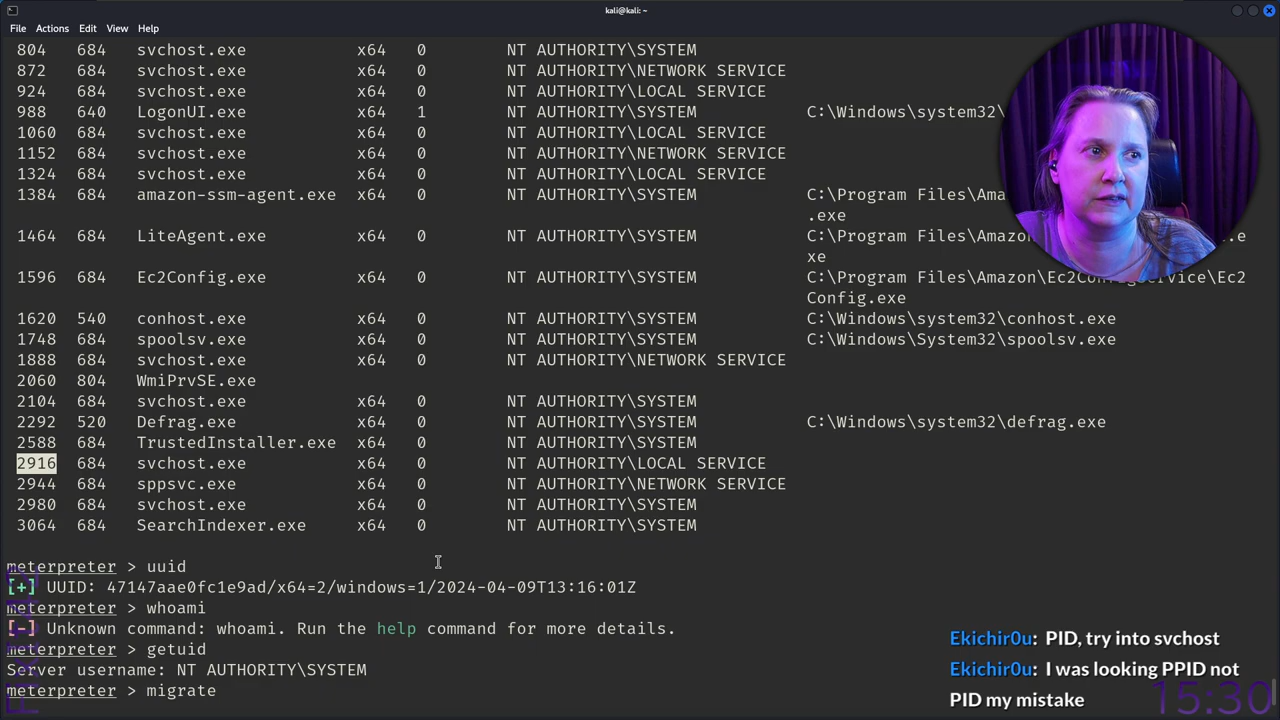 kali@kali: ~
File Actions Edit View Help
804 684 svchost.exe x64 0 NT AUTHORITY\SYSTEM
872 684 svchost.exe x64 0 NT AUTHORITY\NETWORK SERVICE
924 684 svchost.exe x64 0 NT AUTHORITY\LOCAL SERVICE
988 640 LogonUI.exe x64 1 NT AUTHORITY\SYSTEM C:\Windows\system32\
1060 684 svchost.exe x64 0 NT AUTHORITY\LOCAL SERVICE
1152 684 svchost.exe x64 0 NT AUTHORITY\NETWORK SERVICE
1324 684 svchost.exe x64 0 NT AUTHORITY\LOCAL SERVICE
1384 684 amazon-ssm-agent.exe x64 0 NT AUTHORITY\SYSTEM C:\Program Files\Ama
.exe
1464 684 LiteAgent.exe x64 0 NT AUTHORITY\SYSTEM C:\Program Files\Amazo
xe
1596 684 Ec2Config.exe x64 0 NT AUTHORITY\SYSTEM C:\Program Files\Amazon\Ec2ConfigService\Ec2
Config.exe
1620 540 conhost.exe x64 0 NT AUTHORITY\SYSTEM C:\Windows\system32\conhost.exe
1748 684 spoolsv.exe x64 0 NT AUTHORITY\SYSTEM C:\Windows\System32\spoolsv.exe
1888 684 svchost.exe x64 0 NT AUTHORITY\NETWORK SERVICE
2060 804 WmiPrvSE.exe
2104 684 svchost.exe x64 0 NT AUTHORITY\SYSTEM
2292 520 Defrag.exe x64 0 NT AUTHORITY\SYSTEM C:\Windows\system32\defrag.exe
2588 684 TrustedInstaller.exe x64 0 NT AUTHORITY\SYSTEM
2916 684 svchost.exe x64 0 NT AUTHORITY\LOCAL SERVICE
2944 684 sppsvc.exe x64 0 NT AUTHORITY\NETWORK SERVICE
2980 684 svchost.exe x64 0 NT AUTHORITY\SYSTEM
3064 684 SearchIndexer.exe x64 0 NT AUTHORITY\SYSTEM
meterpreter > uuid
[+] UUID: 47147aae0fc1e9ad/x64=2/windows=1/2024-04-09T13:16:01Z
meterpreter > whoami
[-] Unknown command: whoami. Run the help command for more details.
meterpreter > getuid
Server username: NT AUTHORITY\SYSTEM
meterpreter > migrate
Ekichir0u: PID, try into svchost
Ekichir0u: I was looking PPID not
PID my mistake
15:30